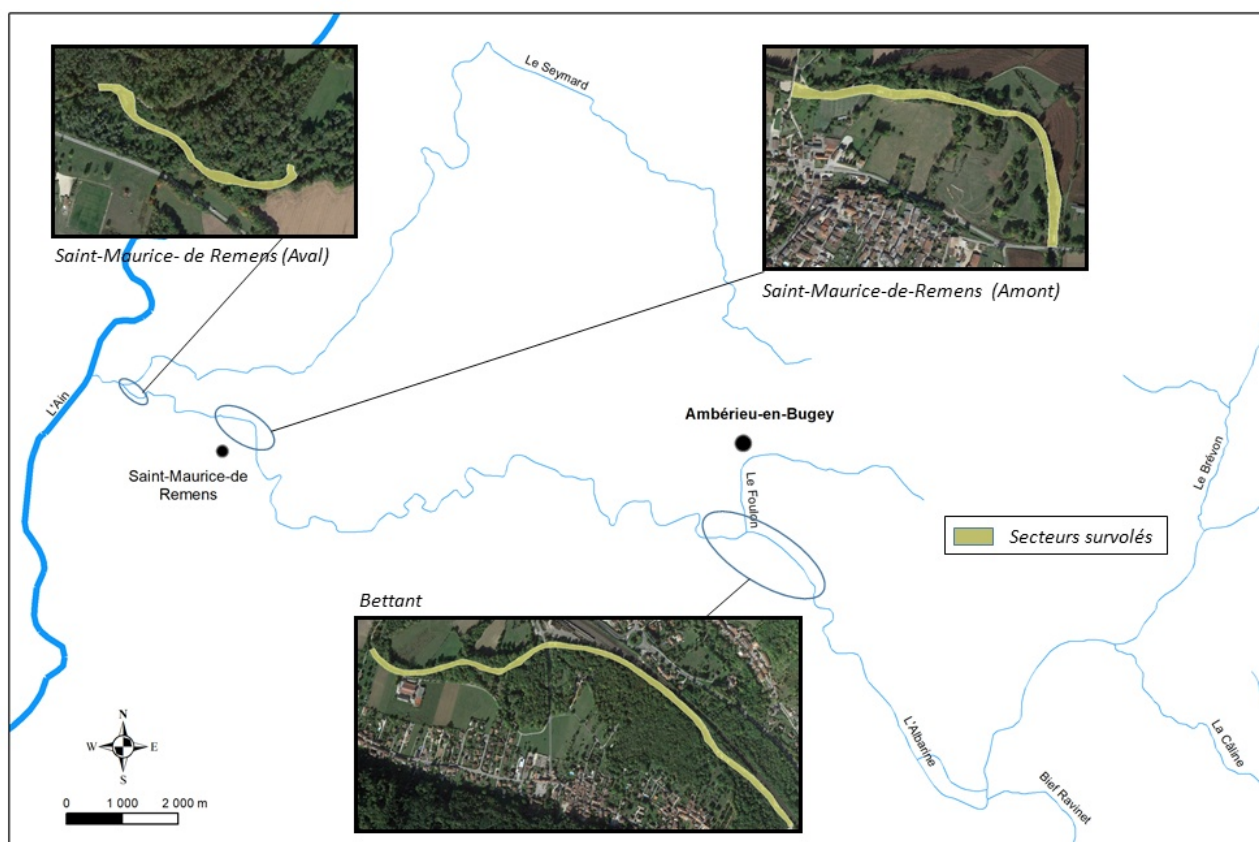 Le Seymard
Saint-Maurice- de Remens (Aval)
Saint-Maurice-de-Remens (Amont)
L'Ain
Ambérieu-en-Bugey
Saint-Maurice-de
Remens
Le Foulon
Le Brévon
Secteurs survolés
Bettant
L'Albarine
La Câline
Bief Ravinet
N
W
E
S
0 1 000 2 000 m